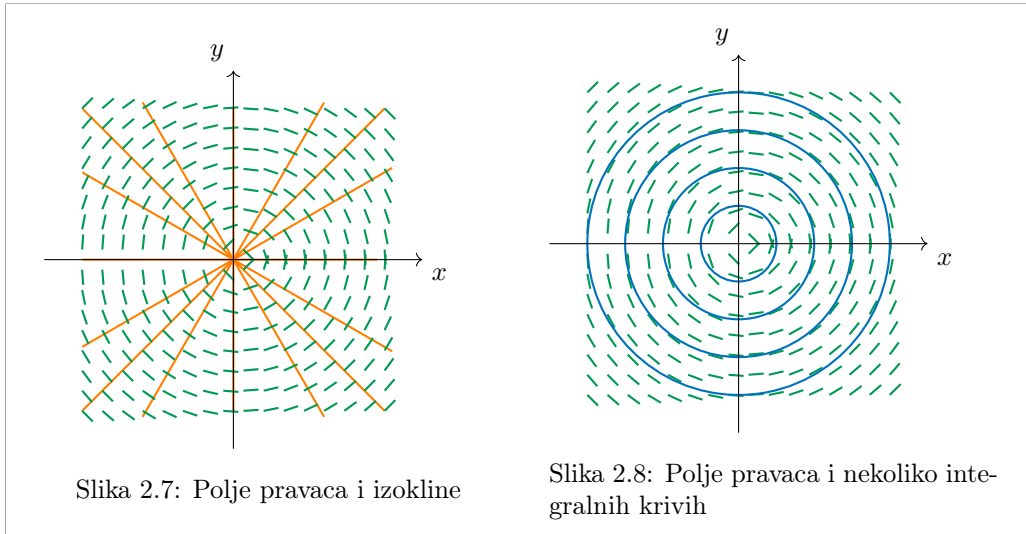 y
x
Slika 2.7: Polje pravaca i izokline
y
x
Slika 2.8: Polje pravaca i nekoliko inte-
gralnih krivih